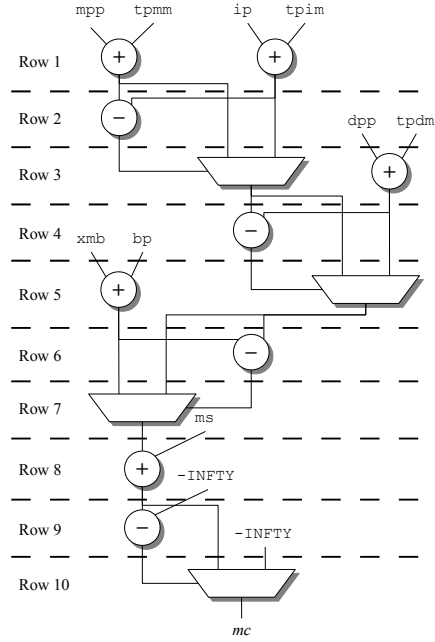 mpp tpmm ip tpim
Row 1 + +
Row 2 −
dpp tpdm
Row 3 +
Row 4 −
xmb bp
Row 5 +
Row 6 −
Row 7
ms
Row 8 +
-INFTY
Row 9 −
-INFTY
Row 10
mc